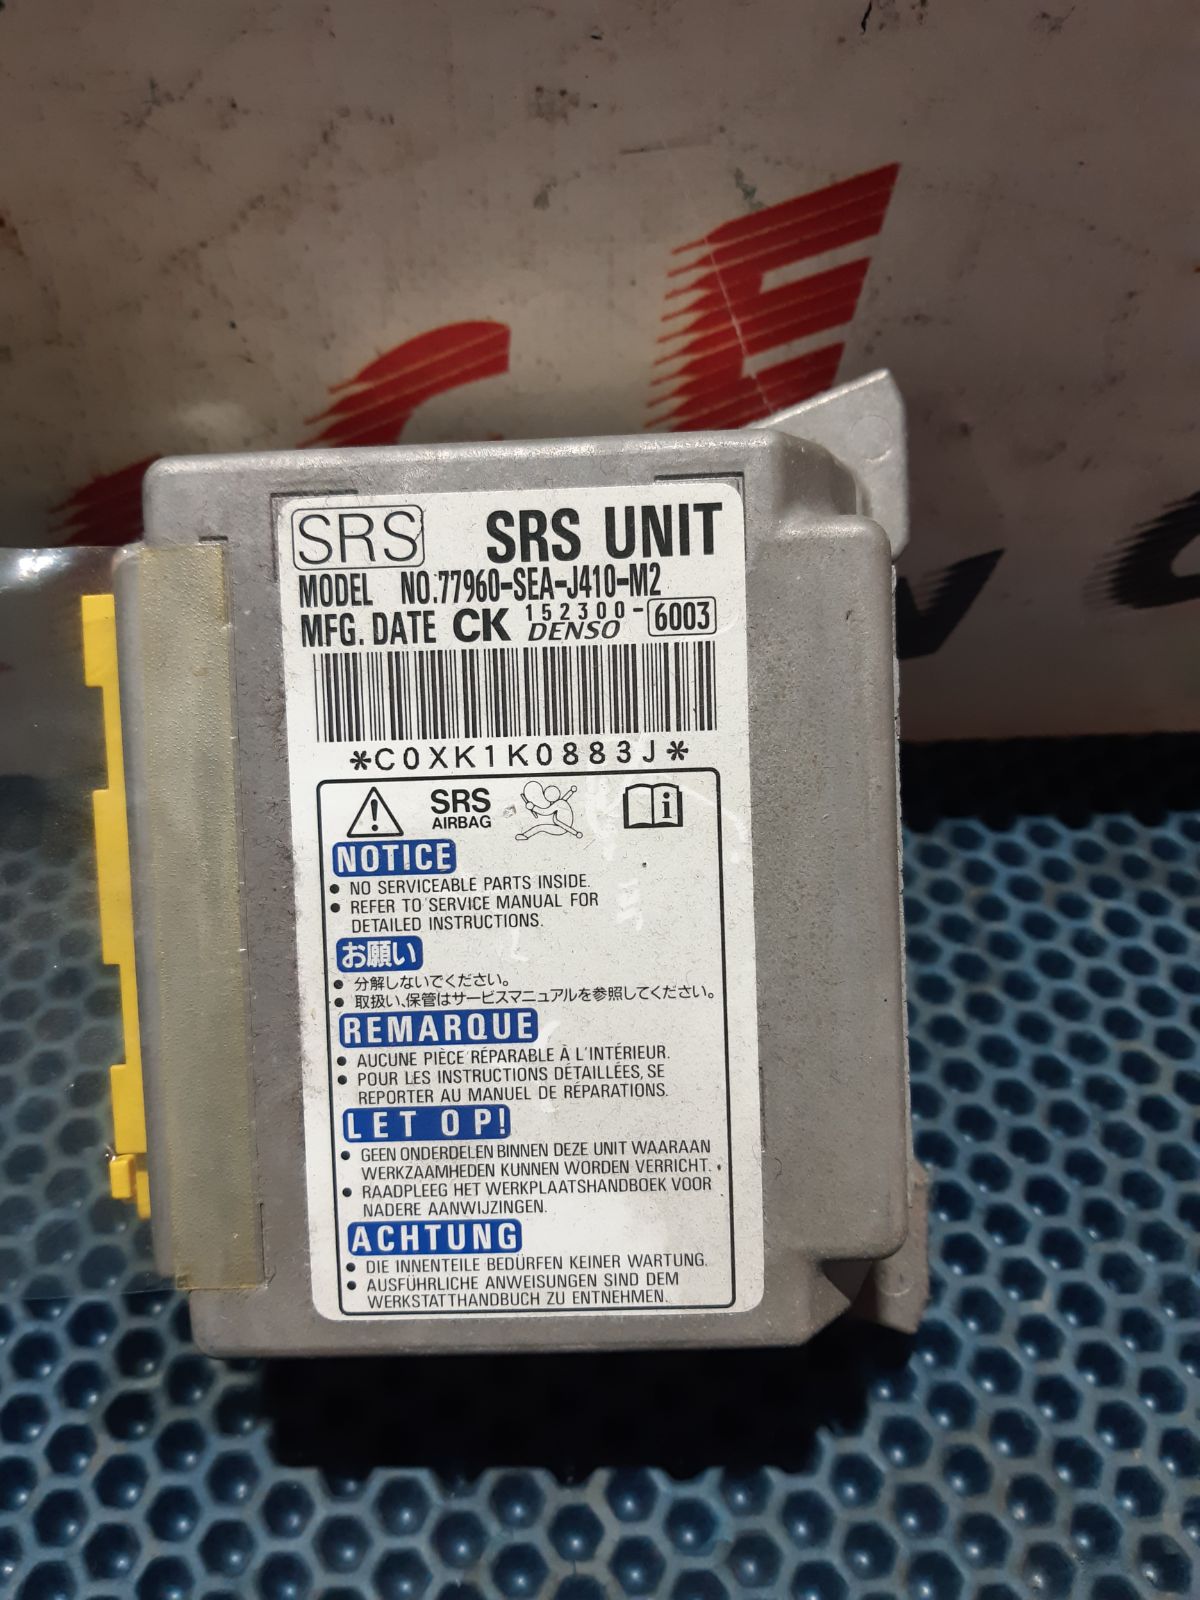 C E
SRS SRS UNIT
MODEL NO.77960-SEA-J410-M2
MFG. DATE CK 152300-6003
DENSO
*C0XK1K0883J*
SRS
AIRBAG
NOTICE
● NO SERVICEABLE PARTS INSIDE.
● REFER TO SERVICE MANUAL FOR
DETAILED INSTRUCTIONS.
お願い
● 分解しないでください。
● 取扱い、保管はサービスマニュアルを参照してください。
REMARQUE
● AUCUNE PIÈCE RÉPARABLE À L'INTÉRIEUR.
● POUR LES INSTRUCTIONS DÉTAILLÉES, SE
REPORTER AU MANUEL DE RÉPARATIONS.
LET OP!
● GEEN ONDERDELEN BINNEN DEZE UNIT WAARAAN
WERKZAAMHEDEN KUNNEN WORDEN VERRICHT.
● RAADPLEEG HET WERKPLAATSHANDBOEK VOOR
NADERE AANWIJZINGEN.
ACHTUNG
● DIE INNENTEILE BEDÜRFEN KEINER WARTUNG.
● AUSFÜHRLICHE ANWEISUNGEN SIND DEM
WERKSTATTHANDBUCH ZU ENTNEHMEN.